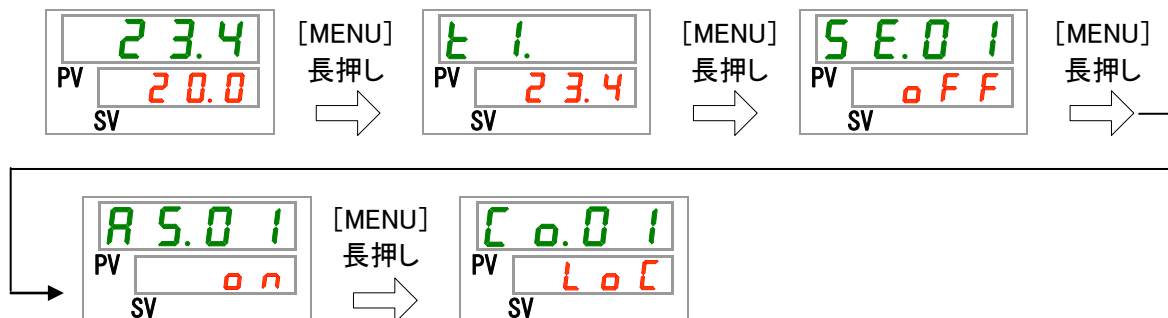 23.4
PV 20.0
SV
[MENU]
長押し
t 1.
PV 23.4
SV
[MENU]
長押し
SE.01
PV oFF
SV
[MENU]
長押し
AS.01
PV on
SV
[MENU]
長押し
Co.01
PV LoC
SV